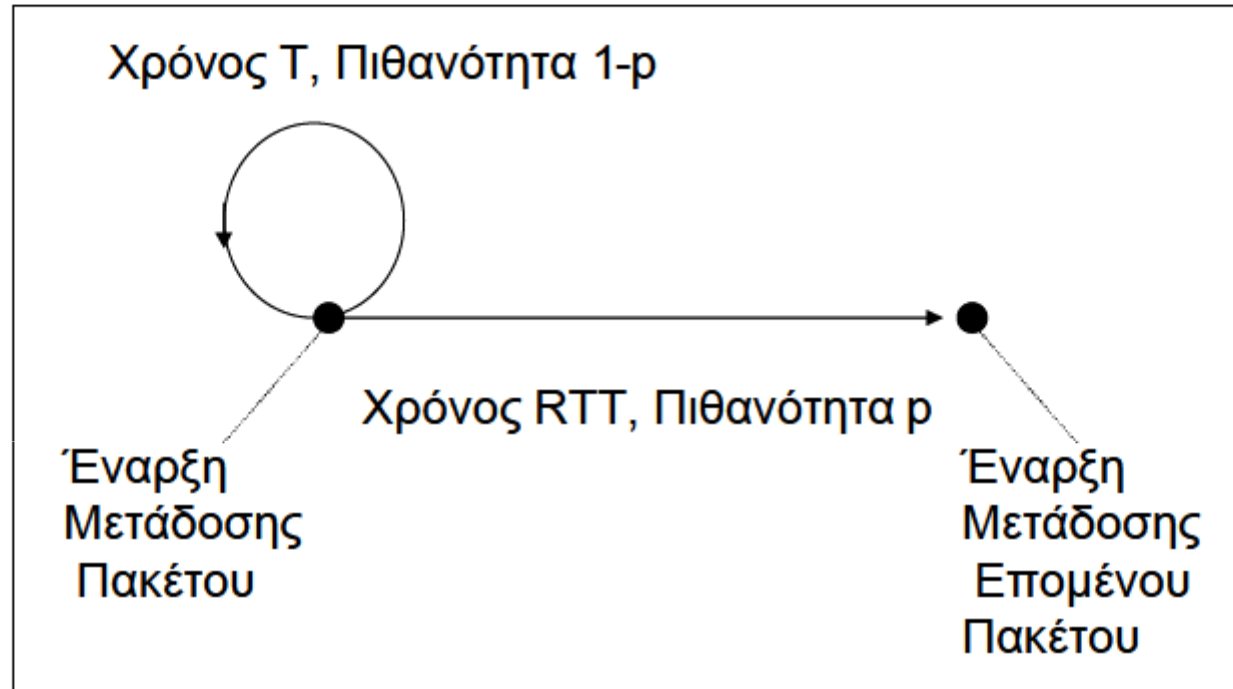 Χρόνος Τ, Πιθανότητα 1-p
Χρόνος RTT, Πιθανότητα p
Έναρξη
Μετάδοσης
Πακέτου
Έναρξη
Μετάδοσης
Επομένου
Πακέτου